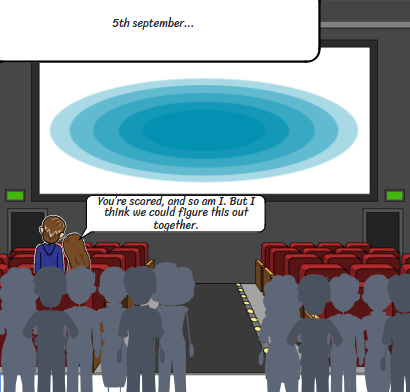 5th september...
You're scared, and so am I. But I
think we could figure this out
together.